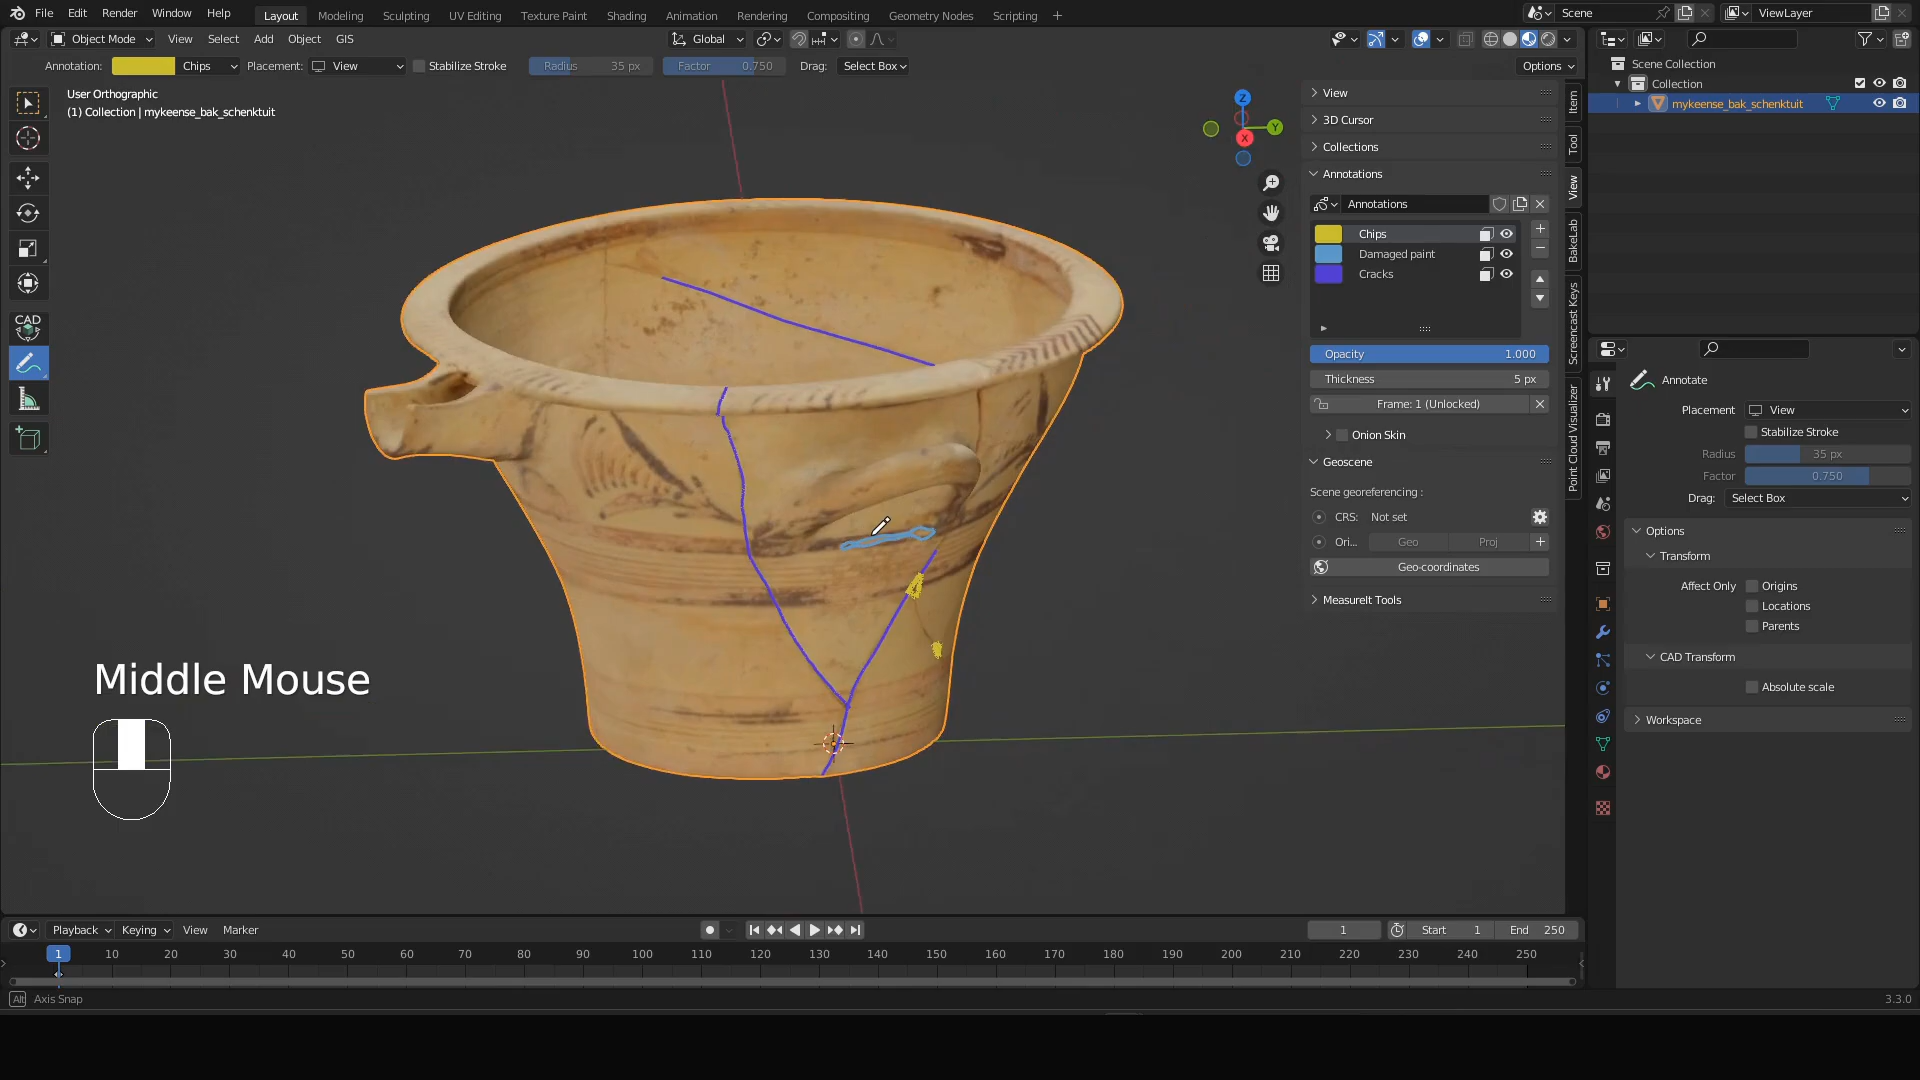 File Edit Render Window Help Layout Modeling Sculpting UV Editing Texture Paint Shading Animation Rendering Compositing Geometry Nodes Scripting + Scene ViewLayer
Object Mode View Select Add Object GIS Global
Annotation: Chips Placement: View Stabilize Stroke Radius 35 px Factor 0.750 Drag: Select Box Options
User Orthographic
(1) Collection | mykeense_bak_schenktuit
CAD
Z
Y
X
Middle Mouse
View
3D Cursor
Collections
Annotations
Annotations
Chips
Damaged paint
Cracks
Opacity 1.000
Thickness 5 px
Frame: 1 (Unlocked)
Onion Skin
Geoscene
Scene georeferencing :
CRS: Not set
Ori... Geo Proj
Geo-coordinates
MeasureIt Tools
Item
Tool
View
BakeLab
Screencast Keys
Point Cloud Visualizer
Scene Collection
Collection
mykeense_bak_schenktuit
Annotate
Placement View
Stabilize Stroke
Radius 35 px
Factor 0.750
Drag: Select Box
Options
Transform
Affect Only Origins
Locations
Parents
CAD Transform
Absolute scale
Workspace
Playback Keying View Marker 1 Start 1 End 250
1 10 20 30 40 50 60 70 80 90 100 110 120 130 140 150 160 170 180 190 200 210 220 230 240 250
Alt Axis Snap 3.3.0